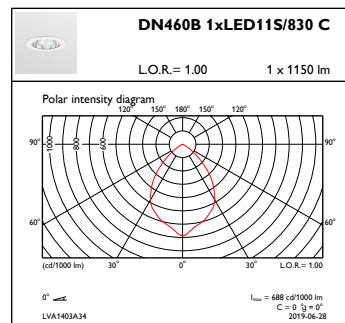 DN460B 1xLED11S/830 C
L.O.R.= 1.00 1 x 1150 lm
Polar intensity diagram
120° 150° 180° 150° 120°
90° 1000 800 600 90°
60° 60°
(cd/1000 lm) 30° 0° 30° L.O.R.= 1.00
0° Imax = 688 cd/1000 lm
C = 0 °g = 0°
LVA1403A34 2019-06-28